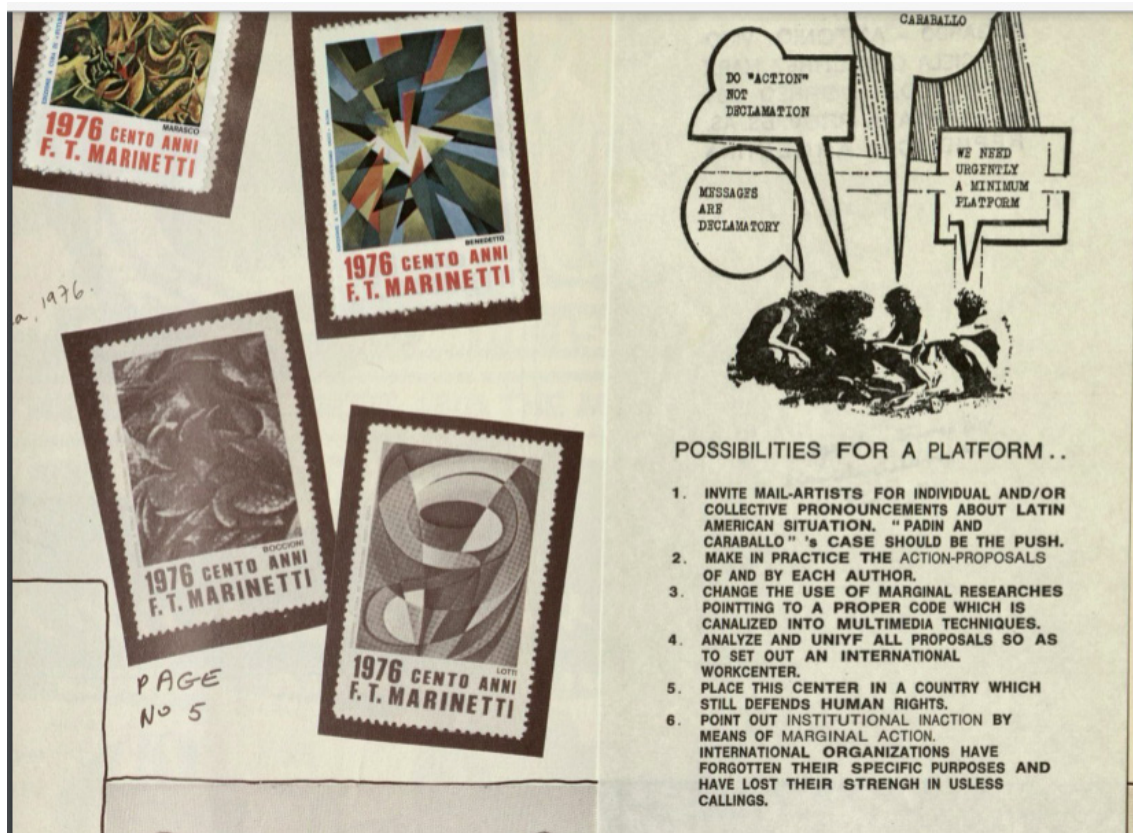 MARASCO
1976 CENTO ANNI
F. T. MARINETTI
BENEDETTO
1976 CENTO ANNI
F. T. MARINETTI
a, 1976.
BOCCIONI
1976 CENTO ANNI
F. T. MARINETTI
LOTTI
1976 CENTO ANNI
F. T. MARINETTI
PAGE
No 5
CARABALLO
DO "ACTION"
NOT
DECLAMATION
WE NEED
URGENTLY
A MINIMUM
PLATFORM
MESSAGES
ARE
DECLAMATORY
POSSIBILITIES FOR A PLATFORM . .
1. INVITE MAIL-ARTISTS FOR INDIVIDUAL AND/OR
COLLECTIVE PRONOUNCEMENTS ABOUT LATIN
AMERICAN SITUATION. "PADIN AND
CARABALLO" 's CASE SHOULD BE THE PUSH.
2. MAKE IN PRACTICE THE ACTION-PROPOSALS
OF AND BY EACH AUTHOR.
3. CHANGE THE USE OF MARGINAL RESEARCHES
POINTTING TO A PROPER CODE WHICH IS
CANALIZED INTO MULTIMEDIA TECHNIQUES.
4. ANALYZE AND UNIYF ALL PROPOSALS SO AS
TO SET OUT AN INTERNATIONAL
WORKCENTER.
5. PLACE THIS CENTER IN A COUNTRY WHICH
STILL DEFENDS HUMAN RIGHTS.
6. POINT OUT INSTITUTIONAL INACTION BY
MEANS OF MARGINAL ACTION.
INTERNATIONAL ORGANIZATIONS HAVE
FORGOTTEN THEIR SPECIFIC PURPOSES AND
HAVE LOST THEIR STRENGH IN USLESS
CALLINGS.